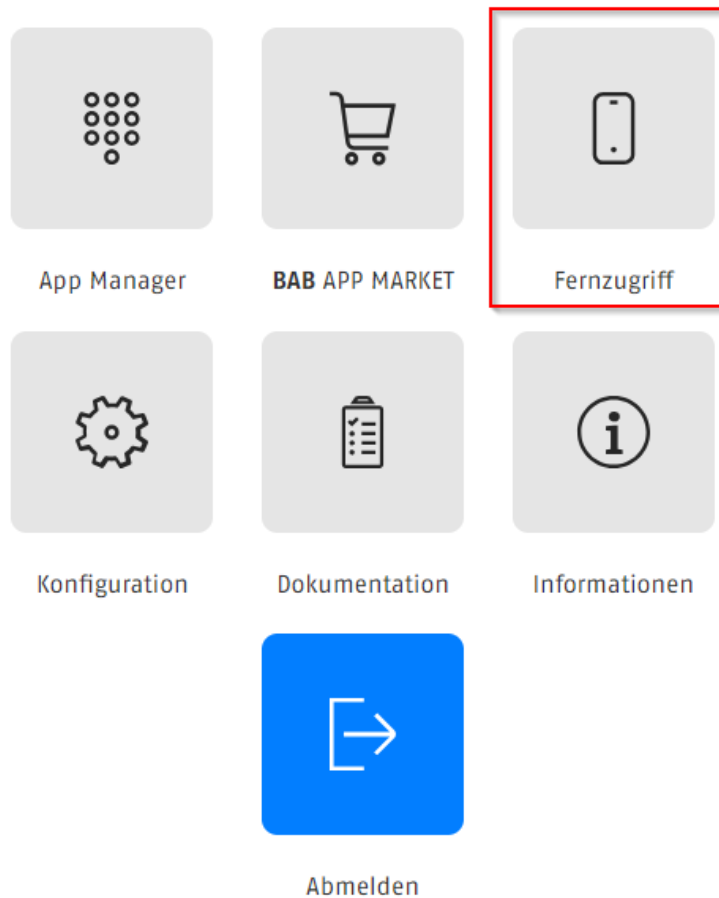 App Manager
BAB APP MARKET
Fernzugriff
Konfiguration
Dokumentation
Informationen
Abmelden